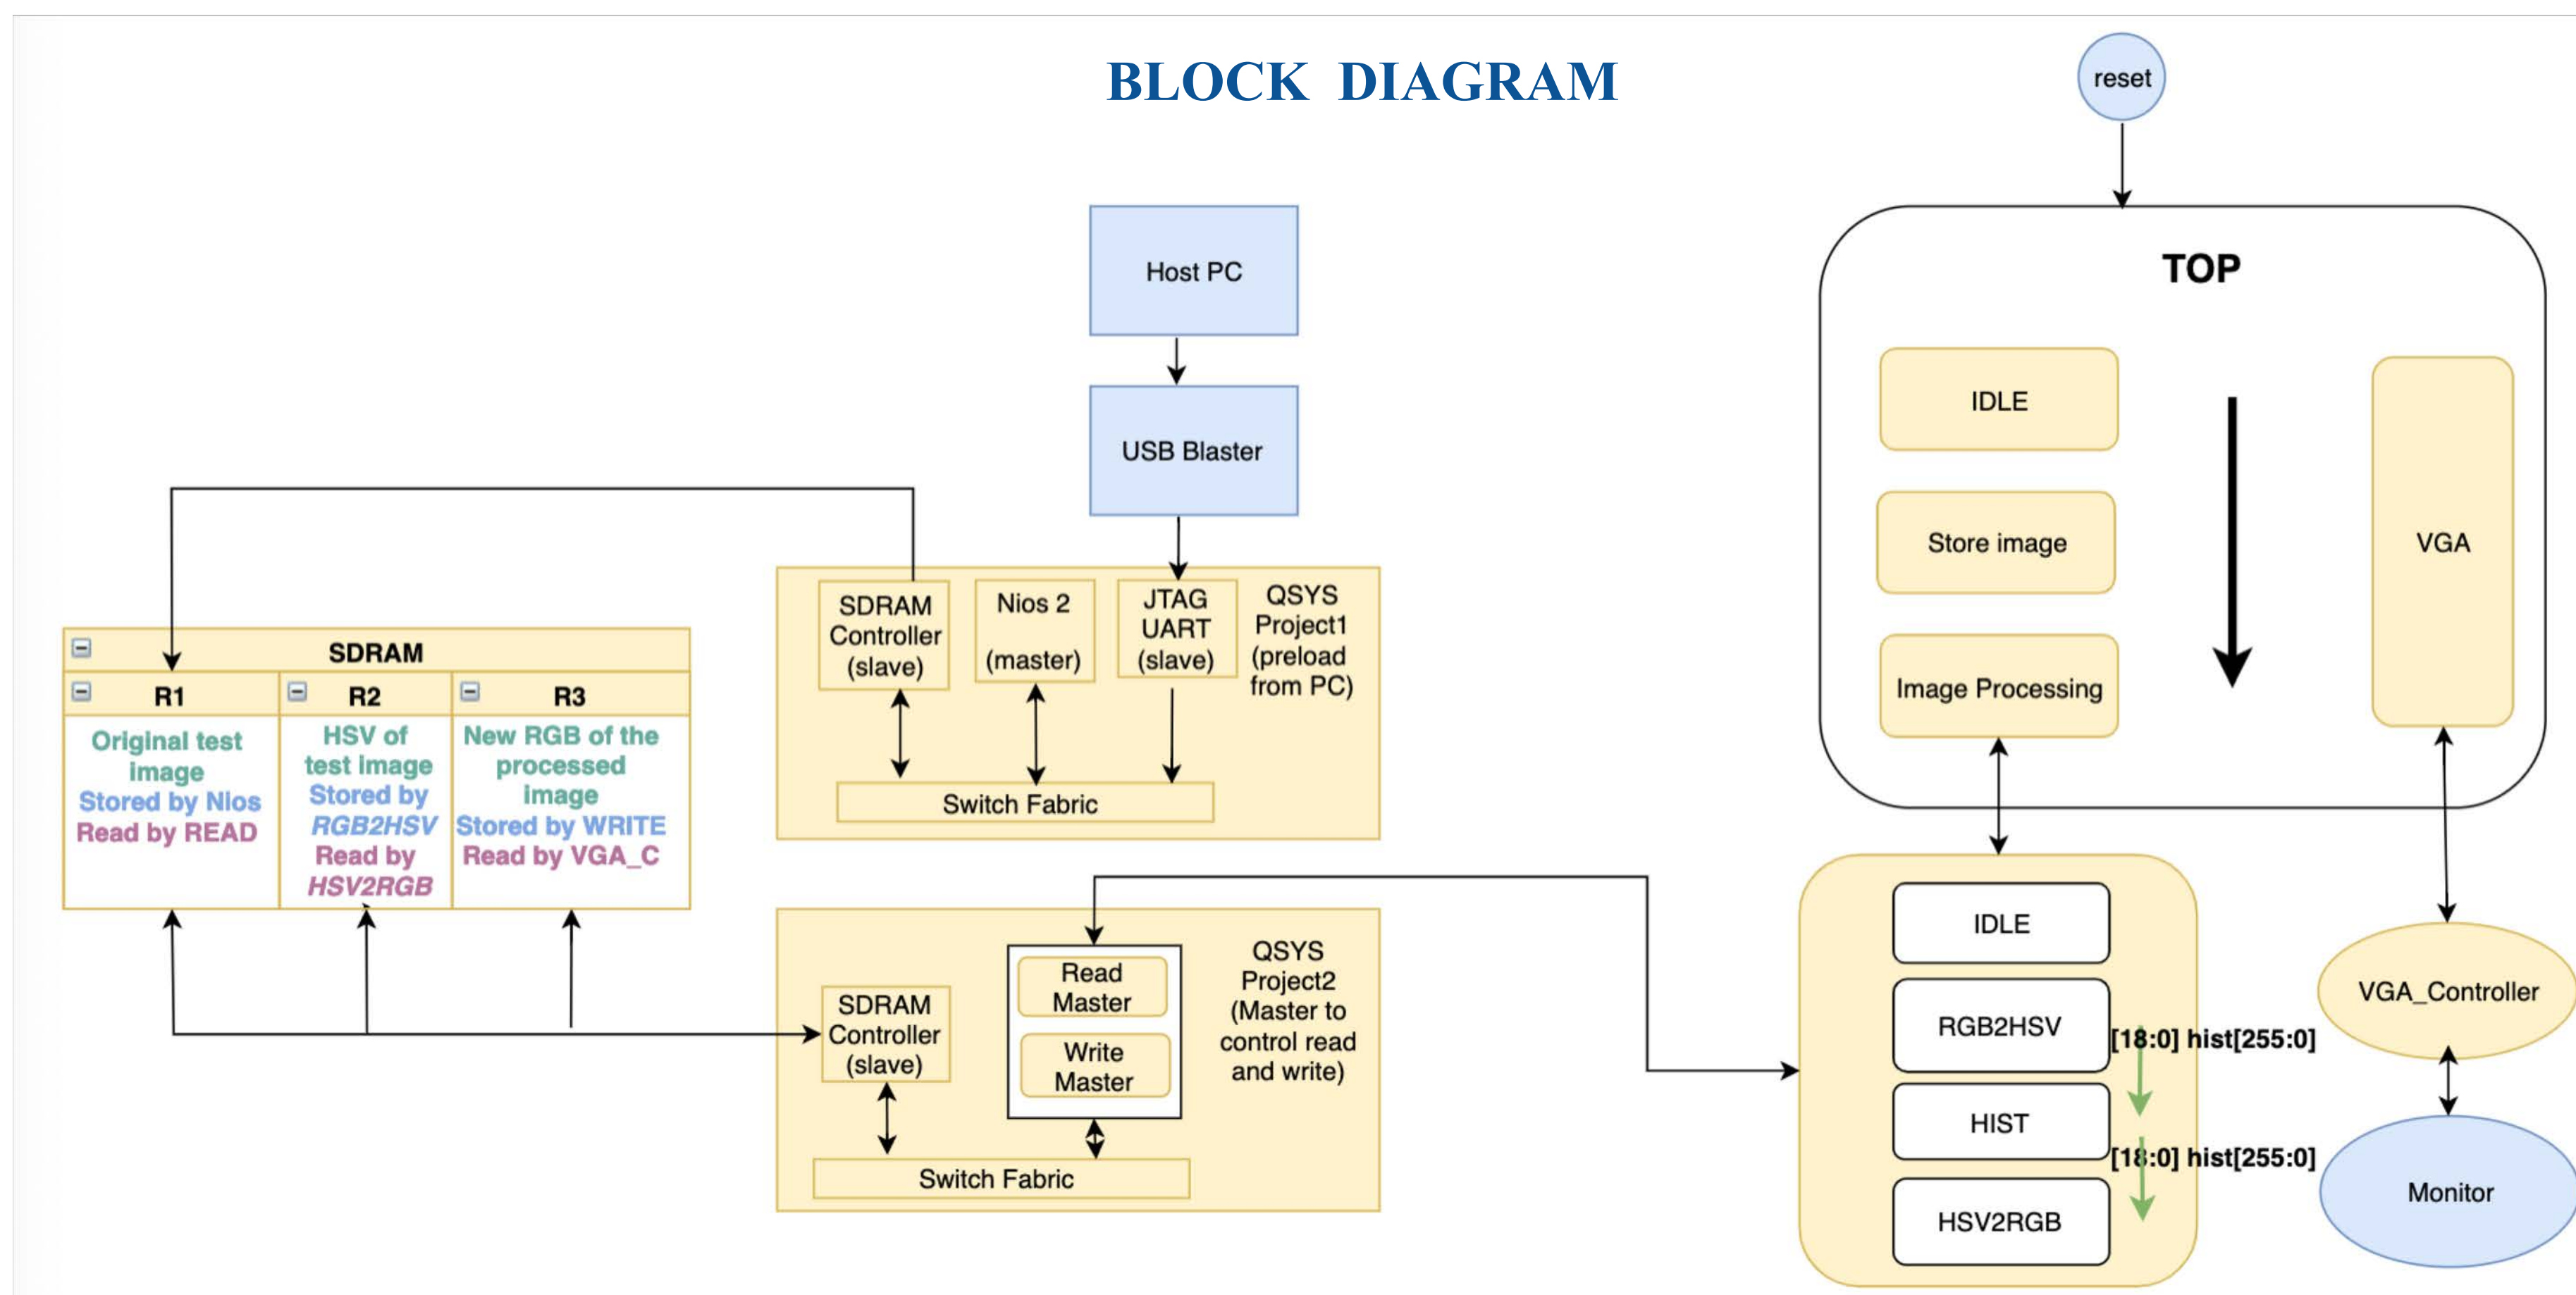 BLOCK DIAGRAM
reset
Host PC
USB Blaster
SDRAM
Controller
(slave)
Nios 2
(master)
JTAG
UART
(slave)
QSYS
Project1
(preload
from PC)
Switch Fabric
SDRAM
R1
R2
R3
Original test
image
Stored by NIos
Read by READ
HSV of
test image
Stored by
RGB2HSV
Read by
HSV2RGB
New RGB of the
processed
image
Stored by WRITE
Read by VGA_C
SDRAM
Controller
(slave)
Read
Master
Write
Master
QSYS
Project2
(Master to
control read
and write)
Switch Fabric
TOP
IDLE
Store image
Image Processing
VGA
IDLE
RGB2HSV
[18:0] hist[255:0]
HIST
[18:0] hist[255:0]
HSV2RGB
VGA_Controller
Monitor